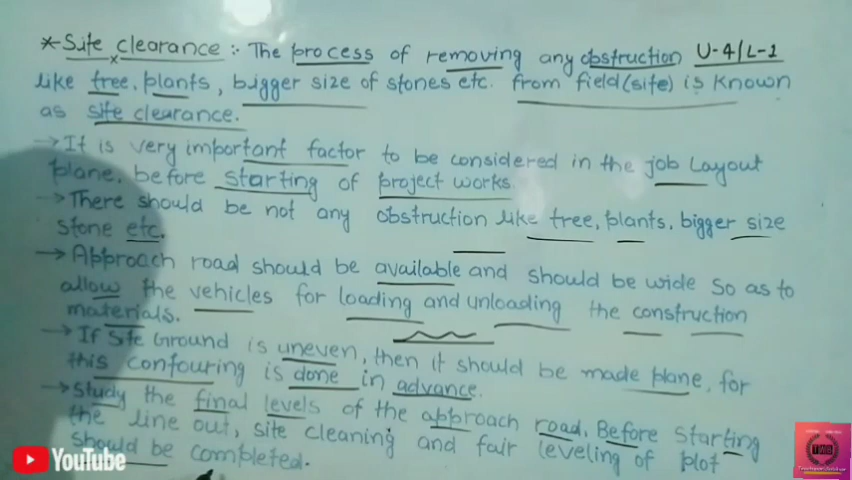 *Site clearance :- The process of removing any obstruction U-4/L-1
like tree, plants, bigger size of stones etc. from field(site) is known
as site clearance.
→ It is very important factor to be considered in the job Layout
plane, before starting of project works.
→ There should be not any obstruction like tree, plants, bigger size
stone etc.
→ Approach road should be available and should be wide so as to
allow the vehicles for loading and unloading the construction
materials.
→ If site Ground is uneven, then it should be made plane, for
this contouring is done in advance.
→ Study the final levels of the approach road. Before starting
the line out, site cleaning and fair leveling of plot
should be completed.
YouTube
TMB